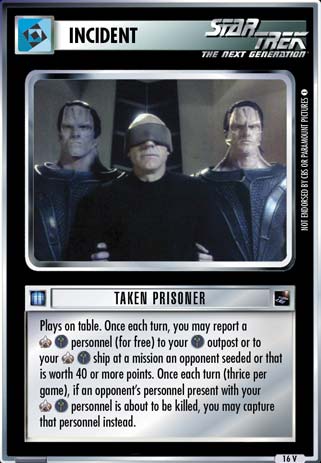 INCIDENT
STAR TREK
THE NEXT GENERATION®
NOT ENDORSED BY CBS OR PARAMOUNT PICTURES
TAKEN PRISONER
Plays on table. Once each turn, you may report a
personnel (for free) to your outpost or to
your ship at a mission an opponent seeded or that
is worth 40 or more points. Once each turn (thrice per
game), if an opponent's personnel present with your
personnel is about to be killed, you may capture
that personnel instead.
16 V